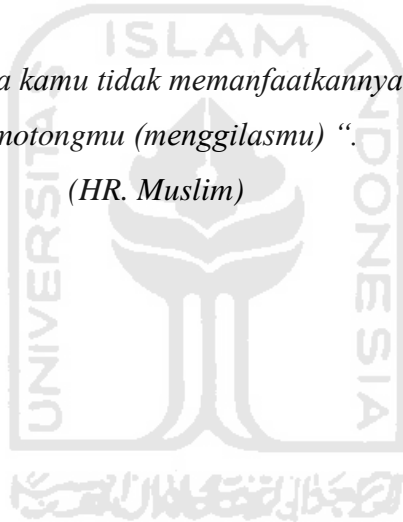 a kamu tidak memanfaatkannya
motongmu (menggilasmu) “.
(HR. Muslim)
ISLAM
UNIVERSITAS
INDONESIA